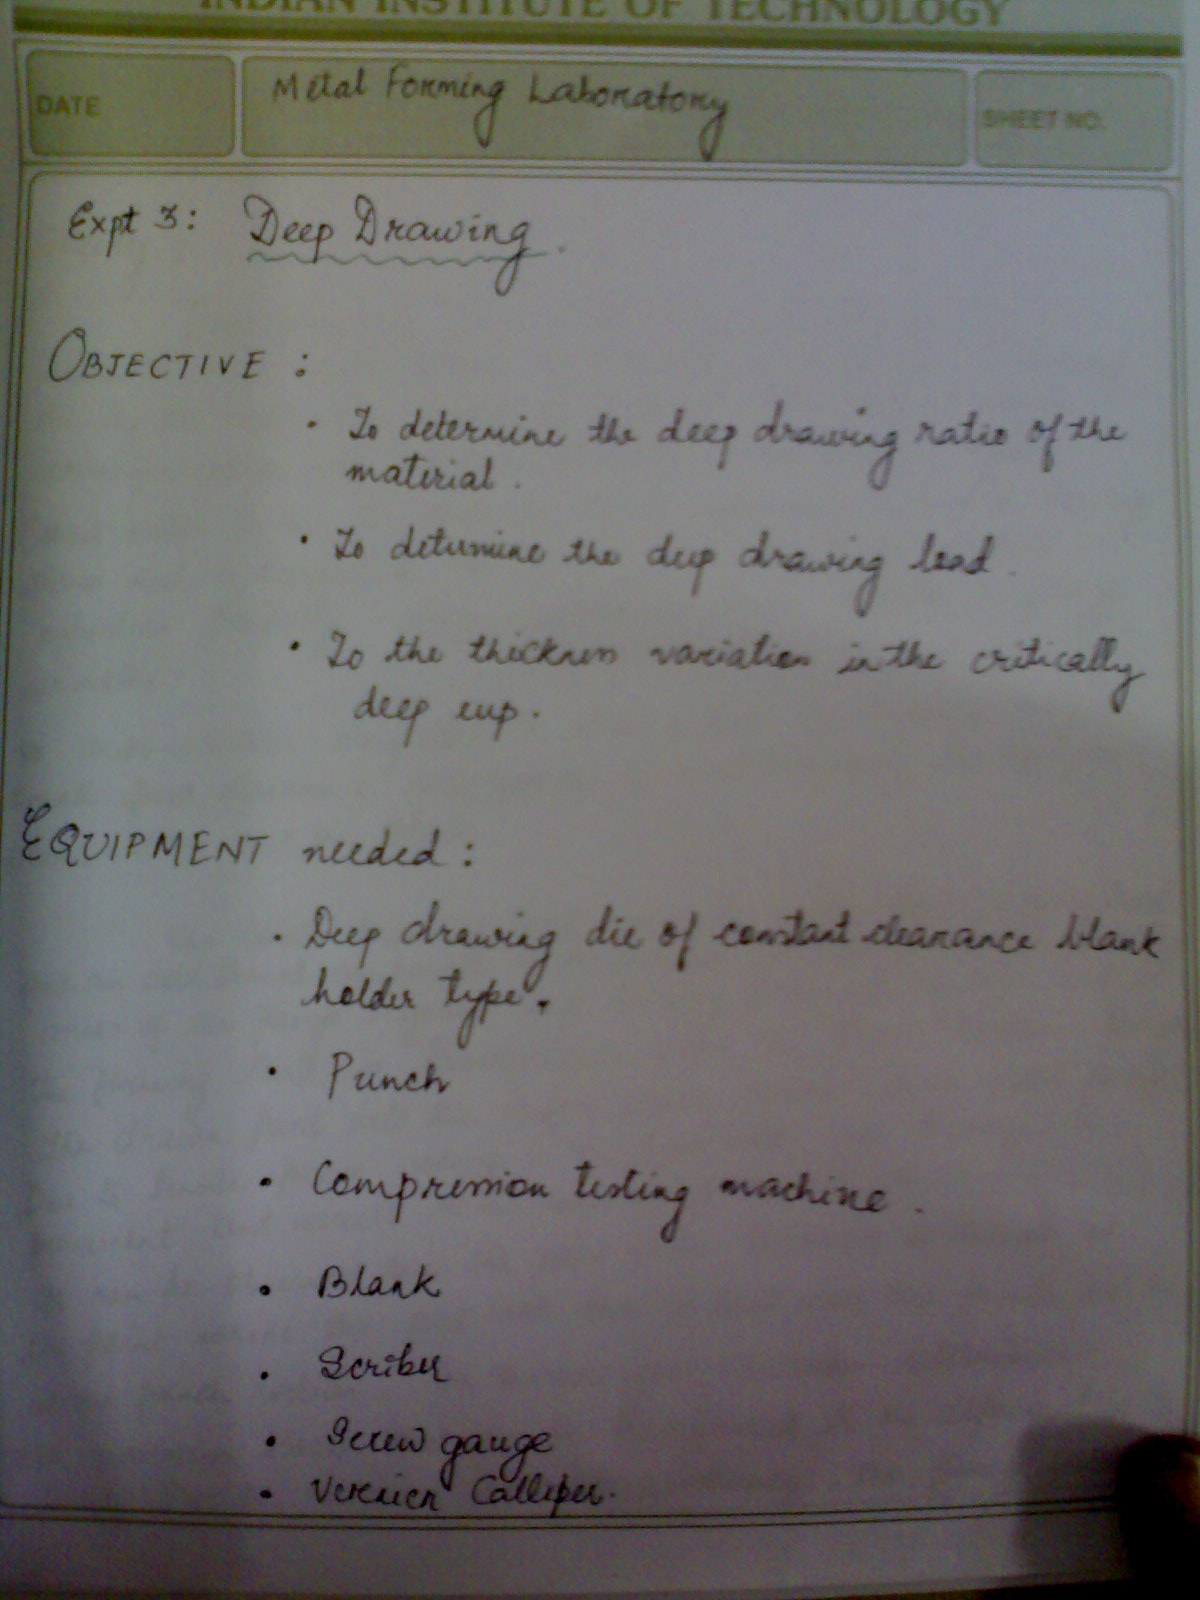 INDIAN INSTITUTE OF TECHNOLOGY
DATE
Metal Forming Laboratory
SHEET NO.
Expt 3: Deep Drawing.
OBJECTIVE :
• To determine the deep drawing ratio of the
material.
• To determine the deep drawing load.
• To the thickness variation in the critically
deep cup.
EQUIPMENT needed :
• Deep drawing die of constant clearance blank
holder type.
• Punch
• Compression testing machine.
• Blank
• Scriber
• Screw gauge
• Vernier Calliper.